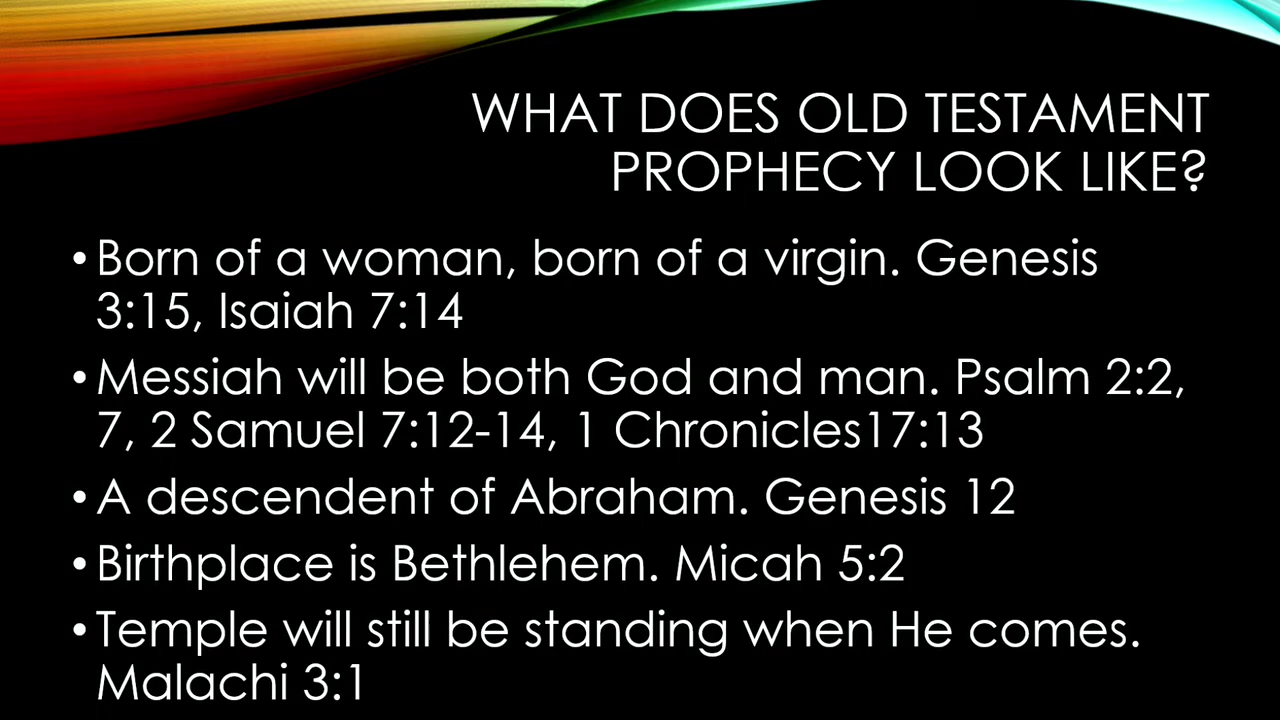 WHAT DOES OLD TESTAMENT
PROPHECY LOOK LIKE?
• Born of a woman, born of a virgin. Genesis
3:15, Isaiah 7:14
• Messiah will be both God and man. Psalm 2:2,
7, 2 Samuel 7:12-14, 1 Chronicles17:13
• A descendent of Abraham. Genesis 12
• Birthplace is Bethlehem. Micah 5:2
• Temple will still be standing when He comes.
Malachi 3:1